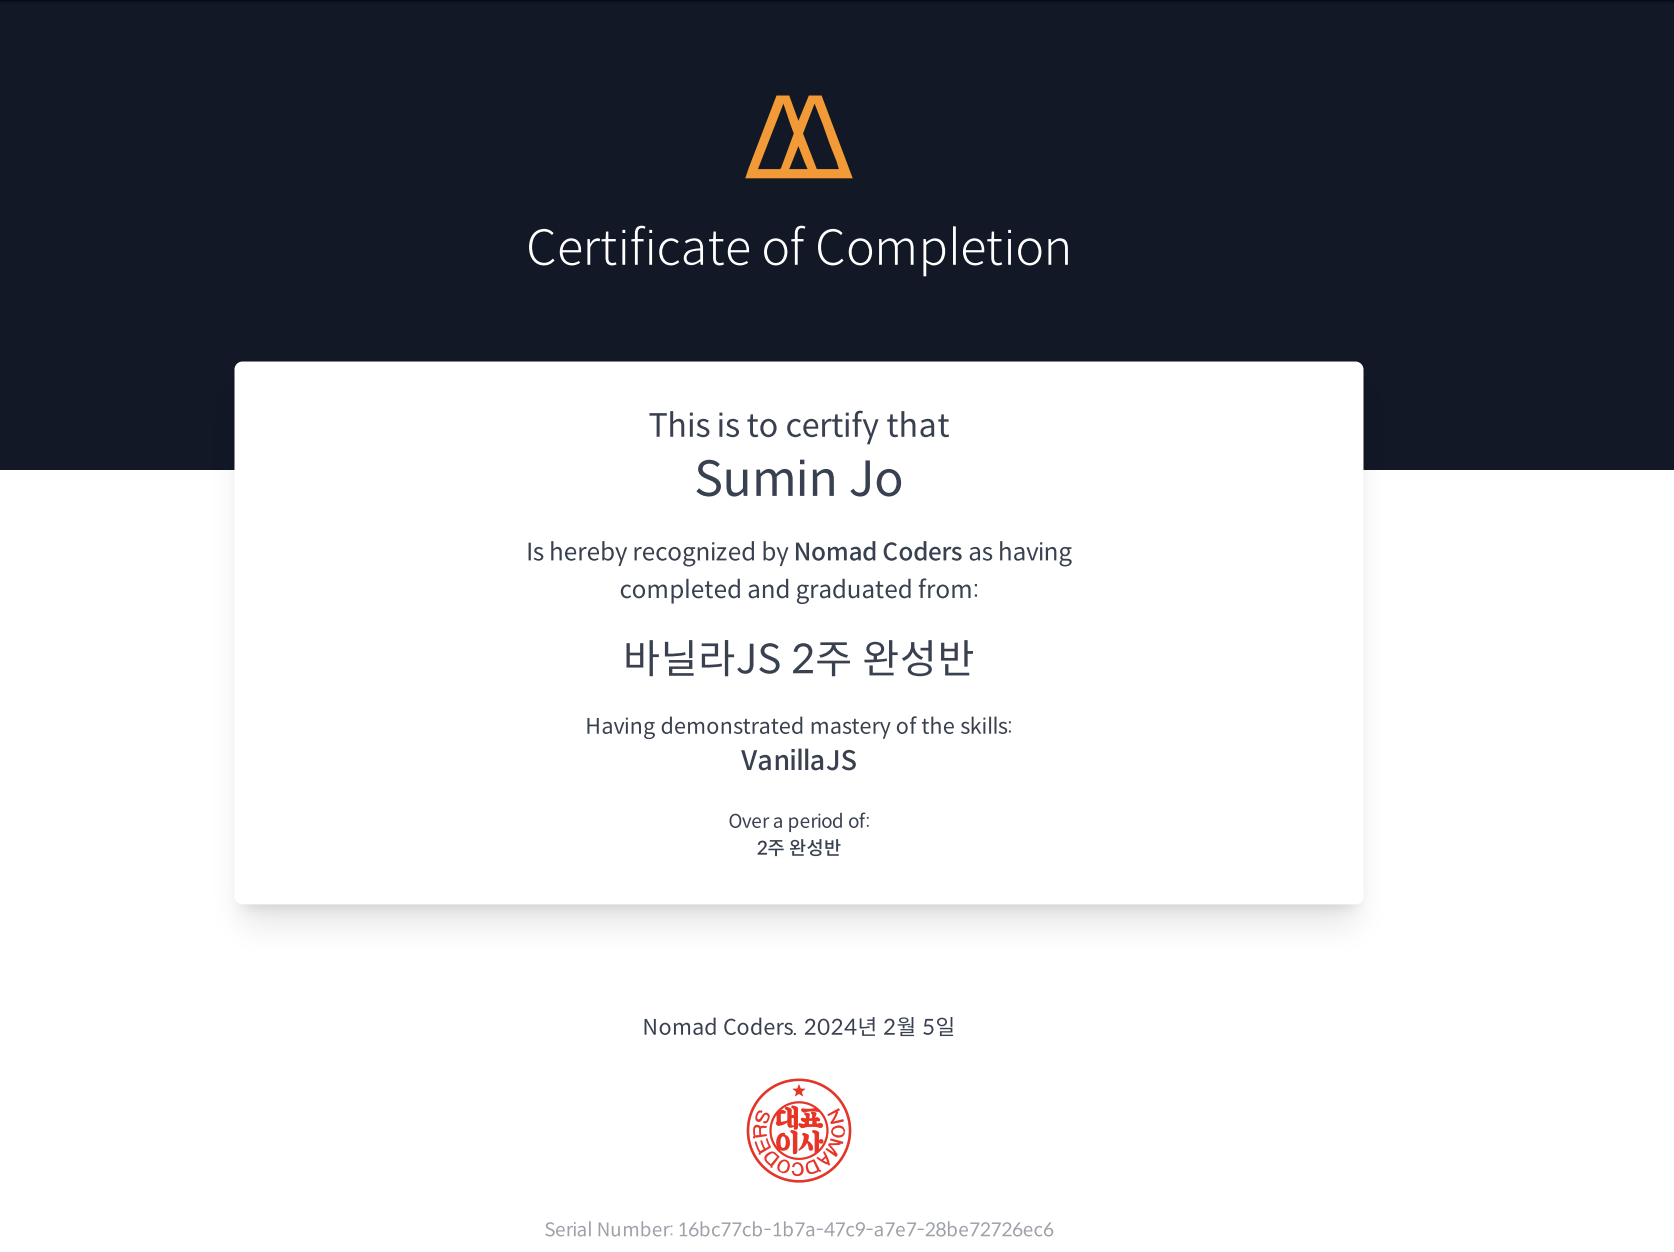 Certificate of Completion
This is to certify that
Sumin Jo
Is hereby recognized by Nomad Coders as having
completed and graduated from:
바닐라JS 2주 완성반
Having demonstrated mastery of the skills:
VanillaJS
Over a period of:
2주 완성반
Nomad Coders. 2024년 2월 5일
대표
이사
NOMADCODERS
Serial Number: 16bc77cb-1b7a-47c9-a7e7-28be72726ec6